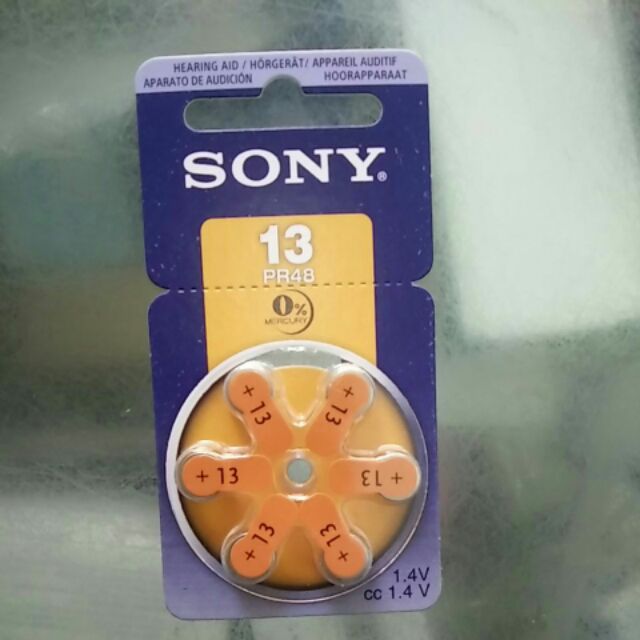 HEARING AID / HÖRGERÄT/ APPAREIL AUDITIF
APARATO DE AUDICIÓN HOORAPPARAAT
SONY®
13
PR48
0%
MERCURY
+ 13
+ 13
+ 13
+ 13
+ 13
+ 13
1.4V
CC 1.4 V